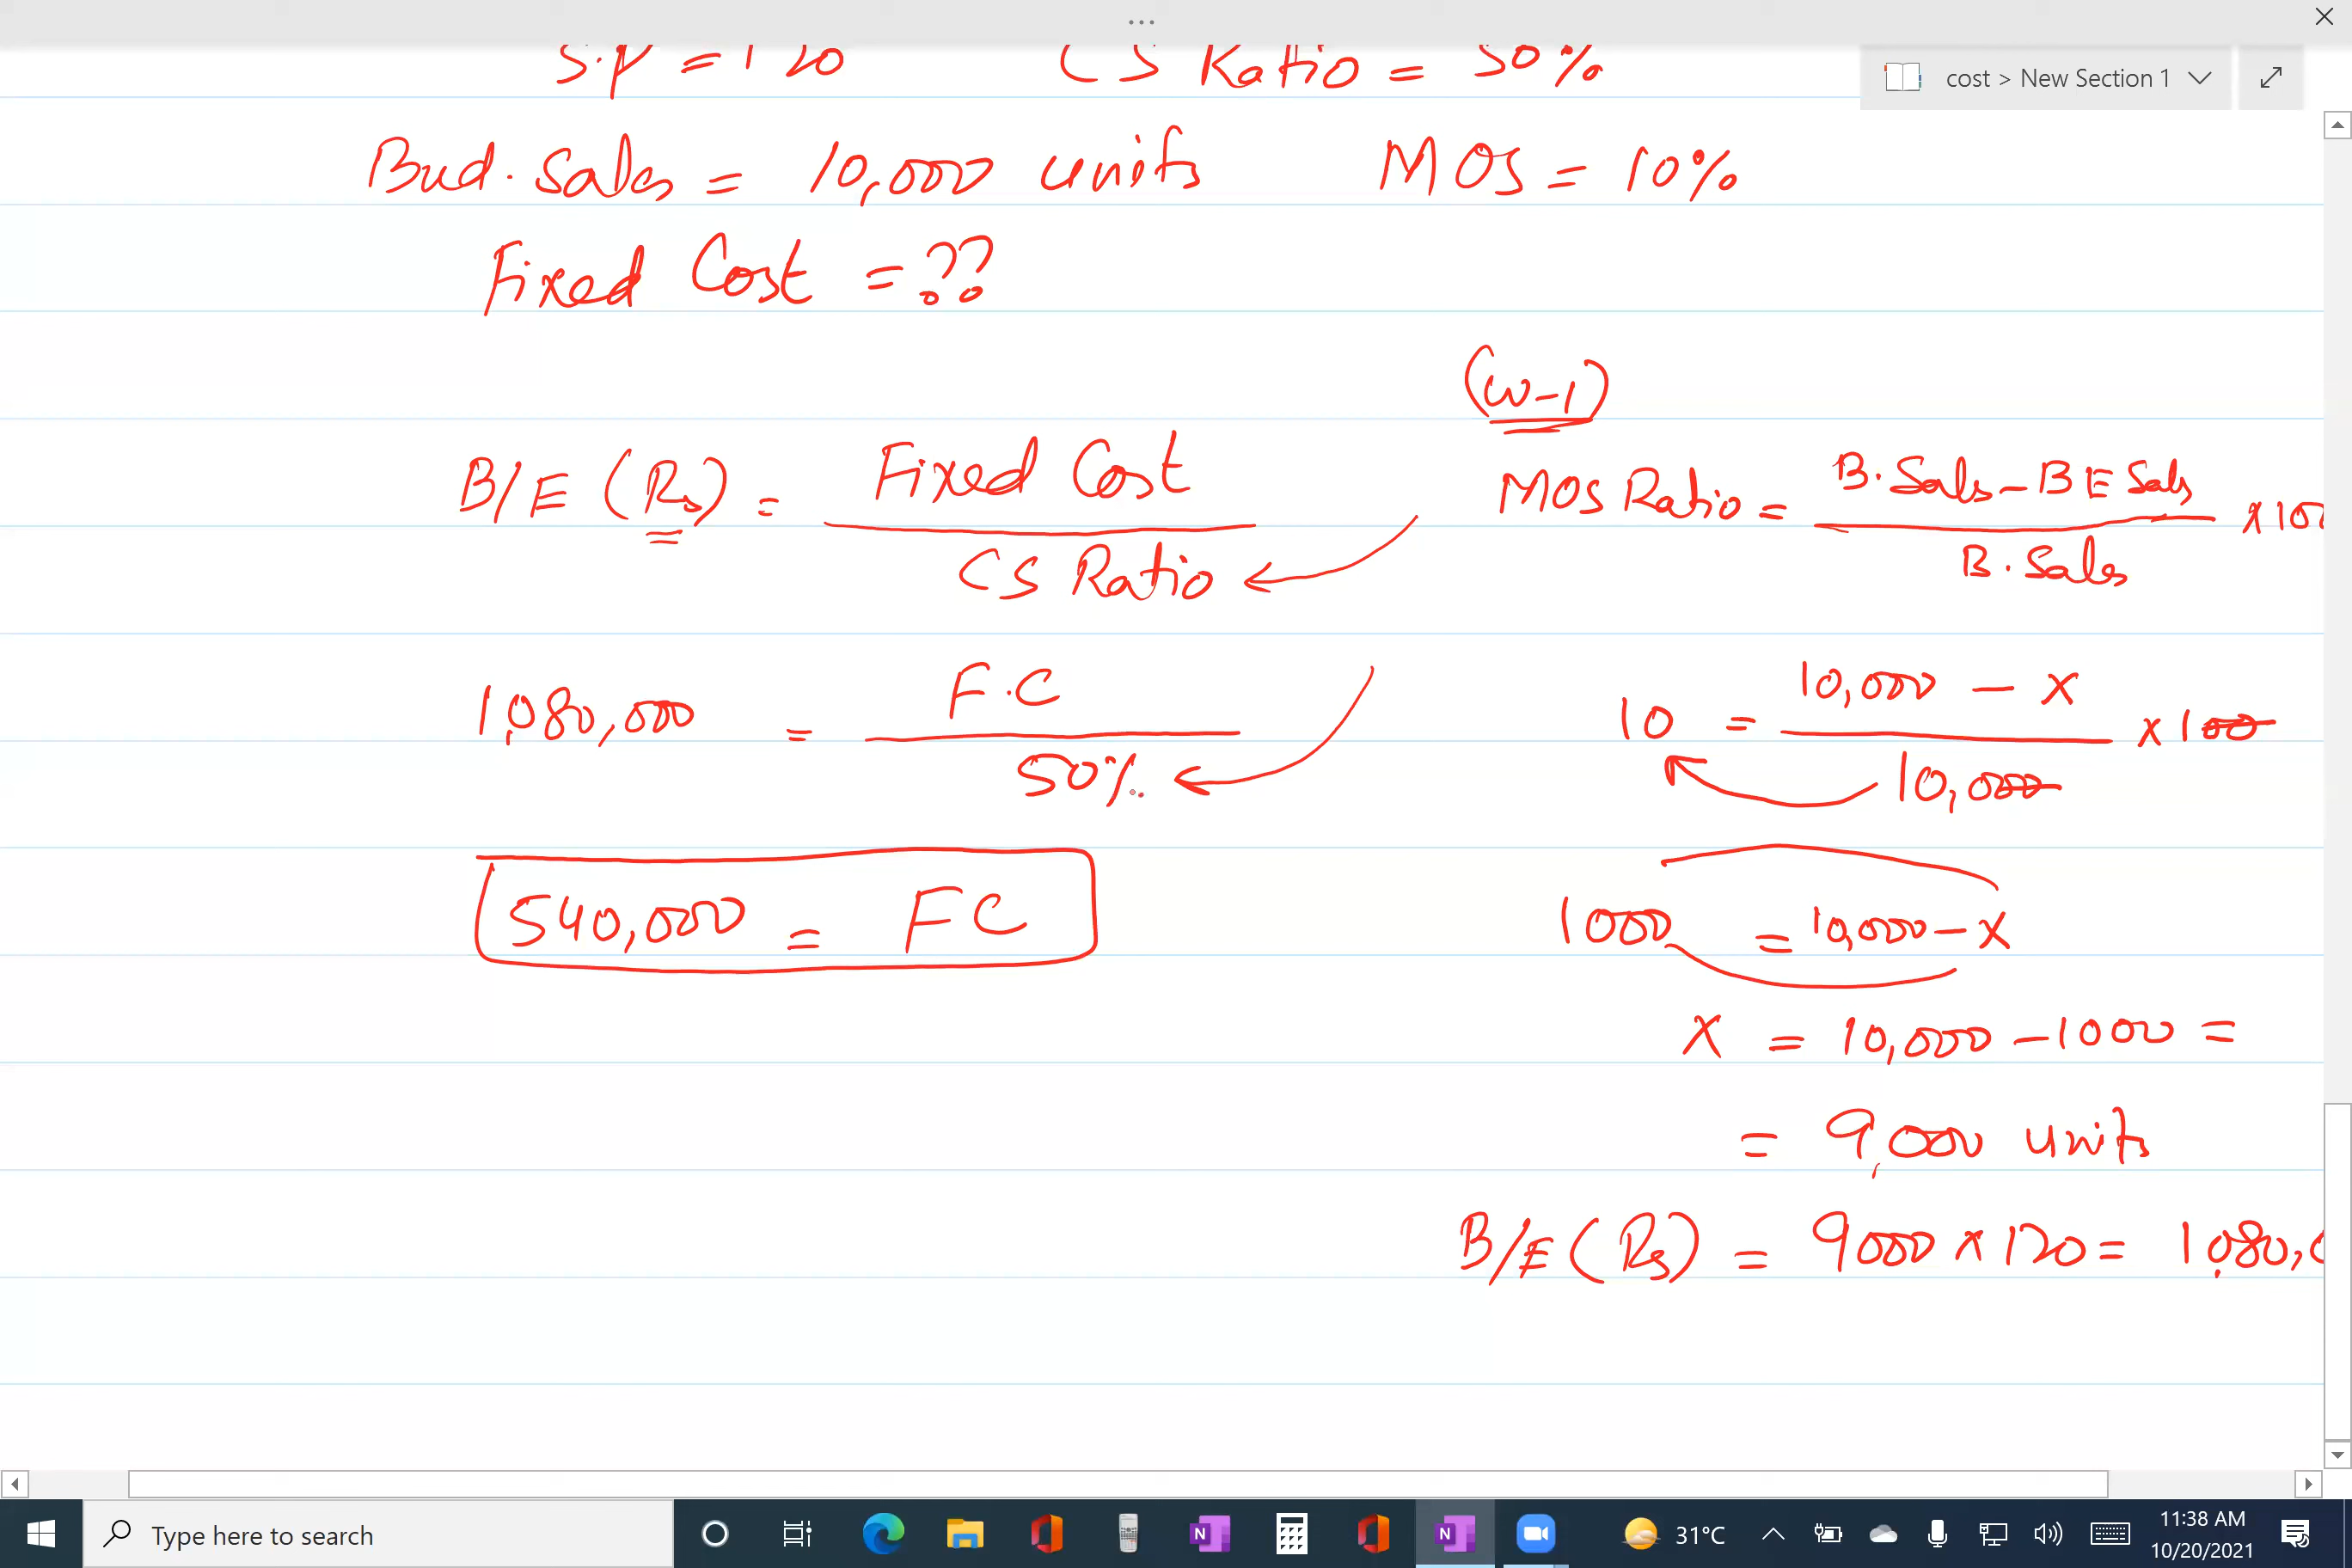 ...
cost > New Section 1
S.P = 120 CS Ratio = 50%
Bud. Sales = 10,000 units MOS = 10%
Fixed Cost = ??
(W-1)
B/E (Rs) = Fixed Cost / CS Ratio
MOS Ratio = B. Sales - BE Sales / B. Sales x 100
1,080,000 = F.C / 50%
10 = 10,000 - x / 10,000 x 100
540,000 = FC
1000 = 10,000 - x
x = 10,000 - 1000 =
= 9,000 units
B/E (Rs) = 9000 x 120 = 1,080,
Type here to search
31°C
11:38 AM
10/20/2021